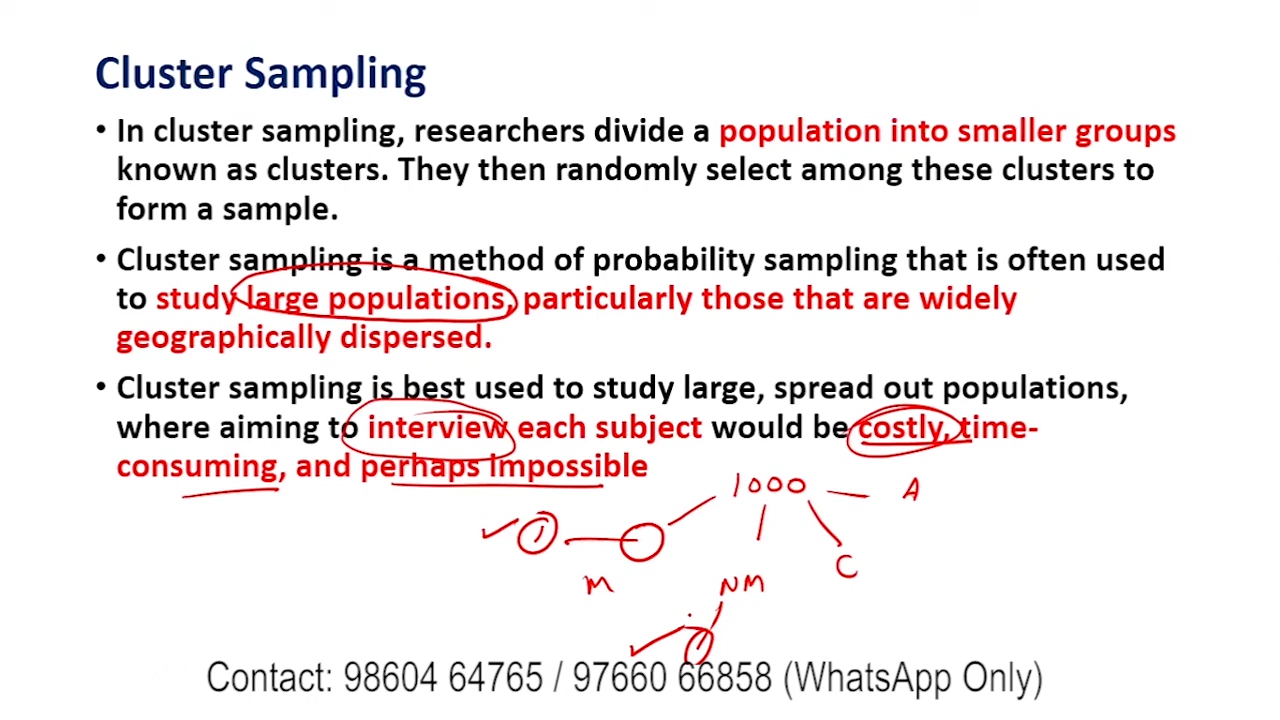 Cluster Sampling
• In cluster sampling, researchers divide a population into smaller groups
known as clusters. They then randomly select among these clusters to
form a sample.
• Cluster sampling is a method of probability sampling that is often used
to study large populations, particularly those that are widely
geographically dispersed.
• Cluster sampling is best used to study large, spread out populations,
where aiming to interview each subject would be costly, time-
consuming, and perhaps impossible
1000 A
1
M NM C
1
Contact: 98604 64765 / 97660 66858 (WhatsApp Only)